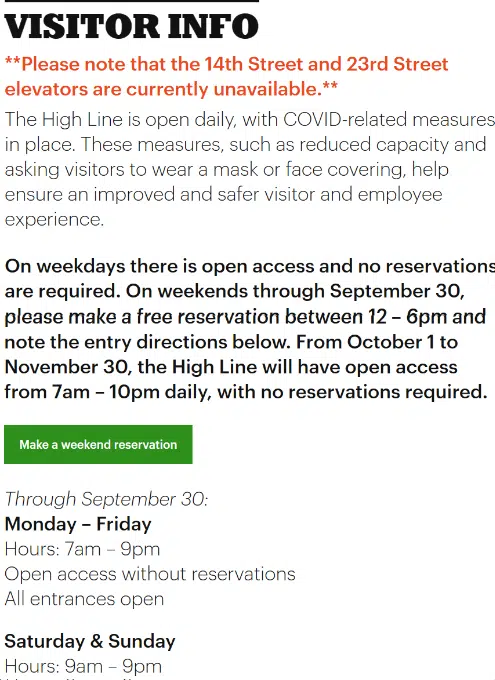 VISITOR INFO
**Please note that the 14th Street and 23rd Street
elevators are currently unavailable.**
The High Line is open daily, with COVID-related measures
in place. These measures, such as reduced capacity and
asking visitors to wear a mask or face covering, help
ensure an improved and safer visitor and employee
experience.
On weekdays there is open access and no reservations
are required. On weekends through September 30,
please make a free reservation between 12 – 6pm and
note the entry directions below. From October 1 to
November 30, the High Line will have open access
from 7am – 10pm daily, with no reservations required.
Make a weekend reservation
Through September 30:
Monday – Friday
Hours: 7am – 9pm
Open access without reservations
All entrances open
Saturday & Sunday
Hours: 9am – 9pm